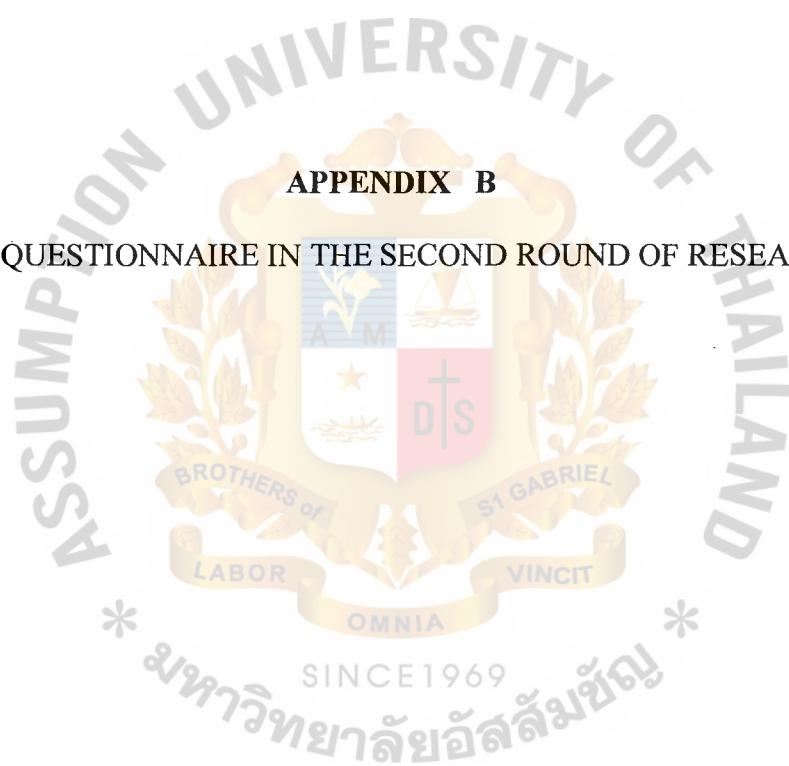 ASSUMPTION UNIVERSITY OF THAILAND
APPENDIX B
QUESTIONNAIRE IN THE SECOND ROUND OF RESEA
A M
D S
BROTHERS of
S1 GABRIEL
LABOR
VINCIT
OMNIA
SINCE1969
* มหาวิทยาลัยอัสสัมชัญ *